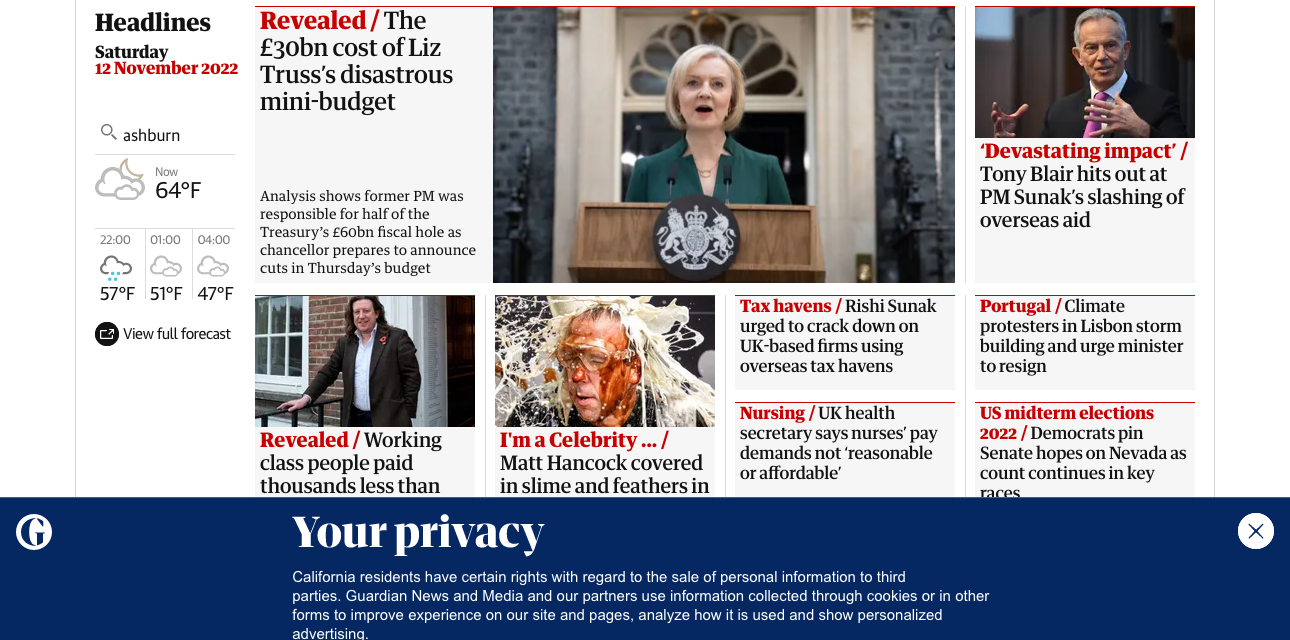 Headlines
Saturday
12 November 2022
ashburn
Now
64°F
22:00
01:00
04:00
57°F
51°F
47°F
View full forecast
Revealed / The
£30bn cost of Liz
Truss’s disastrous
mini-budget
Analysis shows former PM was
responsible for half of the
Treasury’s £60bn fiscal hole as
chancellor prepares to announce
cuts in Thursday’s budget
‘Devastating impact’ /
Tony Blair hits out at
PM Sunak’s slashing of
overseas aid
Revealed / Working
class people paid
thousands less than
I'm a Celebrity ... /
Matt Hancock covered
in slime and feathers in
Tax havens / Rishi Sunak
urged to crack down on
UK-based firms using
overseas tax havens
Nursing / UK health
secretary says nurses’ pay
demands not ‘reasonable
or affordable’
Portugal / Climate
protesters in Lisbon storm
building and urge minister
to resign
US midterm elections
2022 / Democrats pin
Senate hopes on Nevada as
count continues in key
races
G
Your privacy
California residents have certain rights with regard to the sale of personal information to third
parties. Guardian News and Media and our partners use information collected through cookies or in other
forms to improve experience on our site and pages, analyze how it is used and show personalized
advertising.